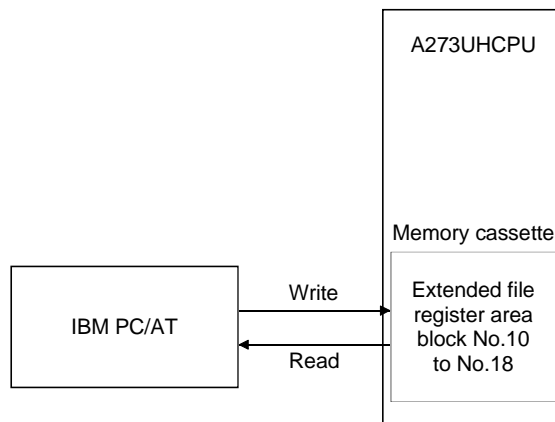 A273UHCPU
Memory cassette
IBM PC/AT
Write
Read
Extended file
register area
block No.10
to No.18